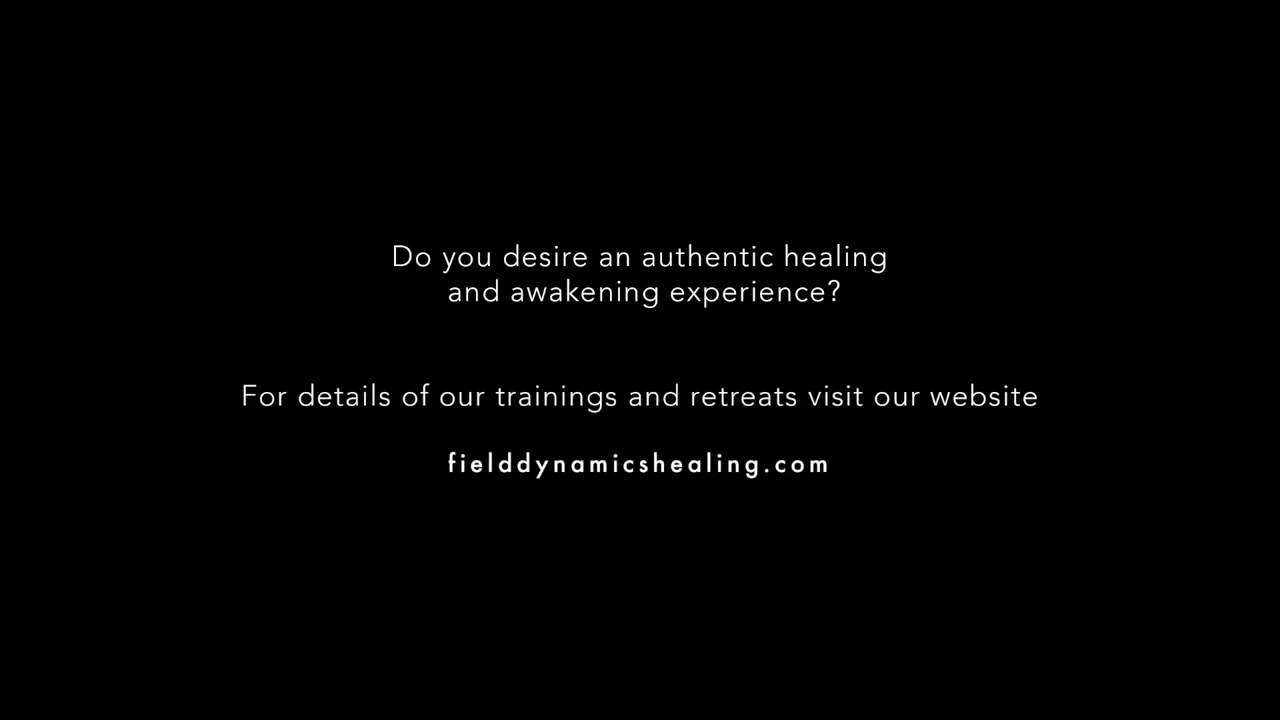 Do you desire an authentic healing
and awakening experience?
For details of our trainings and retreats visit our website
fielddynamicshealing.com